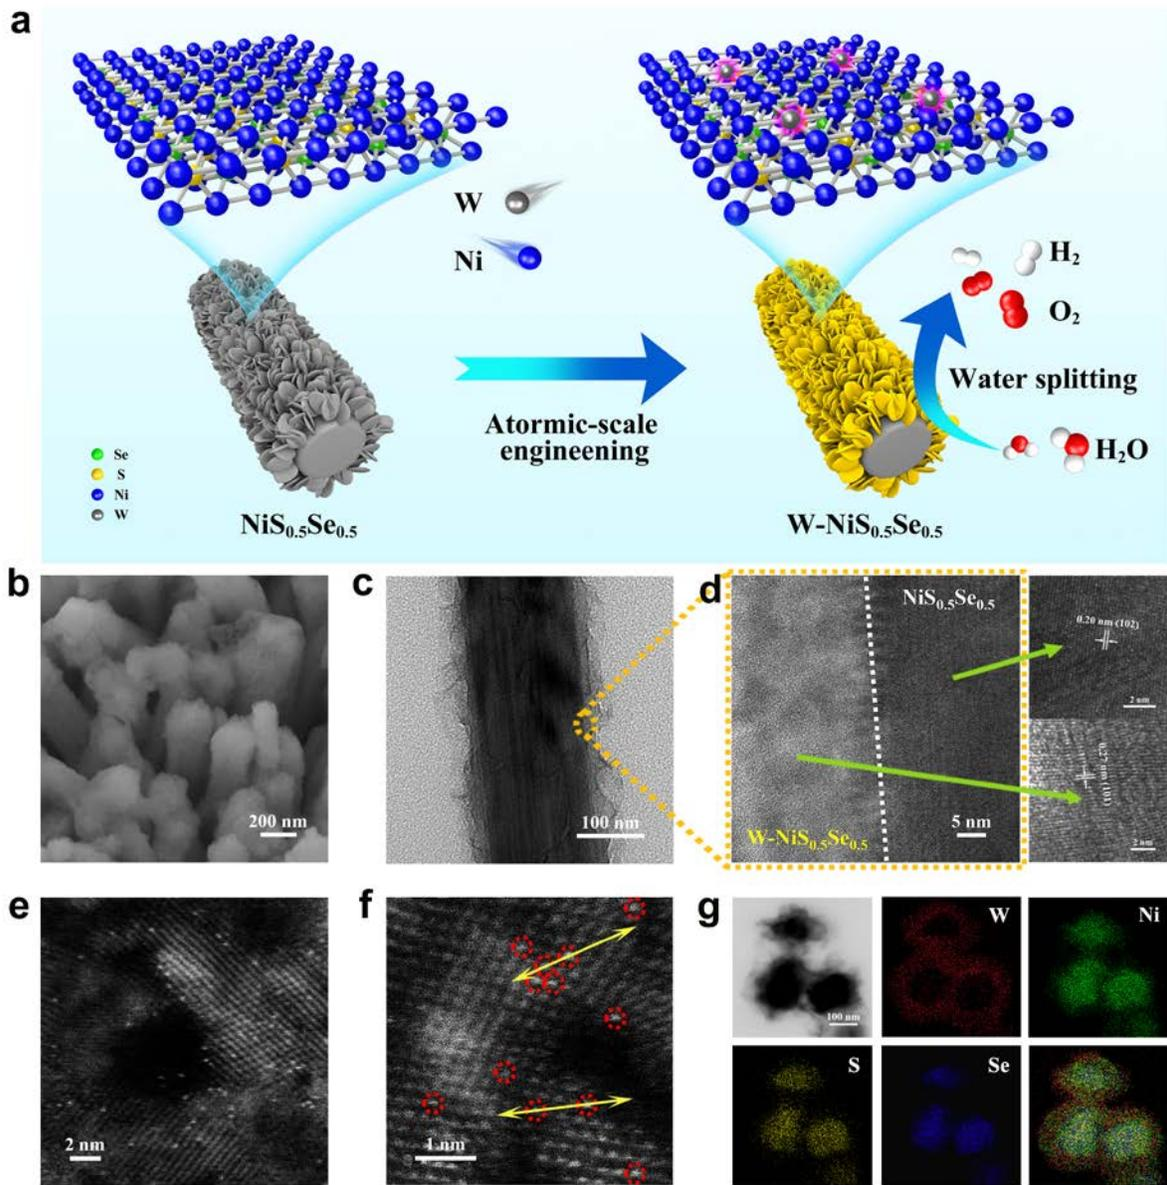 a
W
Ni
H₂
O₂
Water splitting
H₂O
Atormic-scale
engineening
Se
S
Ni
W
NiS₀.₅Se₀.₅
W-NiS₀.₅Se₀.₅
b
200 nm
c
100 nm
d
NiS₀.₅Se₀.₅
W-NiS₀.₅Se₀.₅
5 nm
0.20 nm (102)
2 nm
0.27 nm (101)
2 nm
e
2 nm
f
1 nm
g
100 nm
W
Ni
S
Se